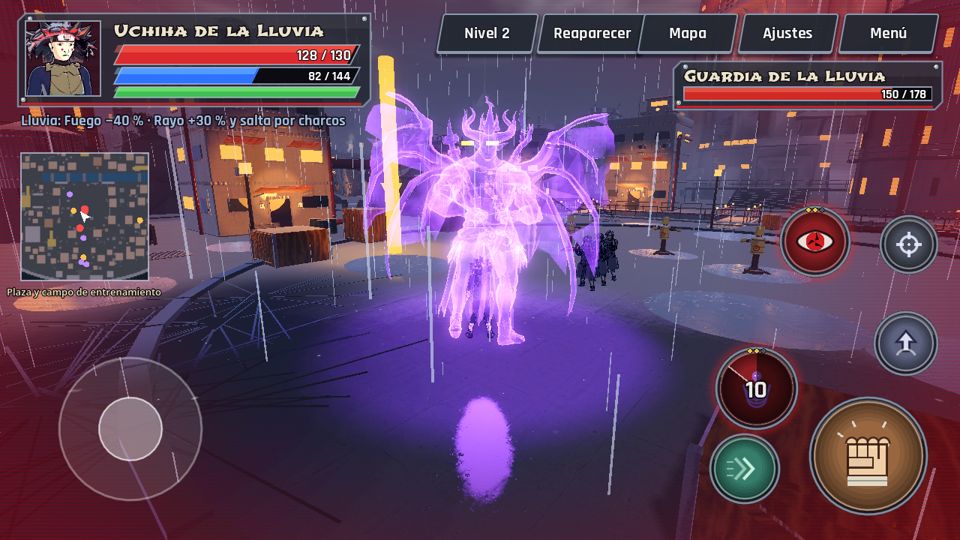 Uchiha de la Lluvia
128 / 130
82 / 144
Lluvia: Fuego −40 % · Rayo +30 % y salta por charcos
Nivel 2
Reaparecer
Mapa
Ajustes
Menú
Guardia de la Lluvia
150 / 178
Plaza y campo de entrenamiento
10